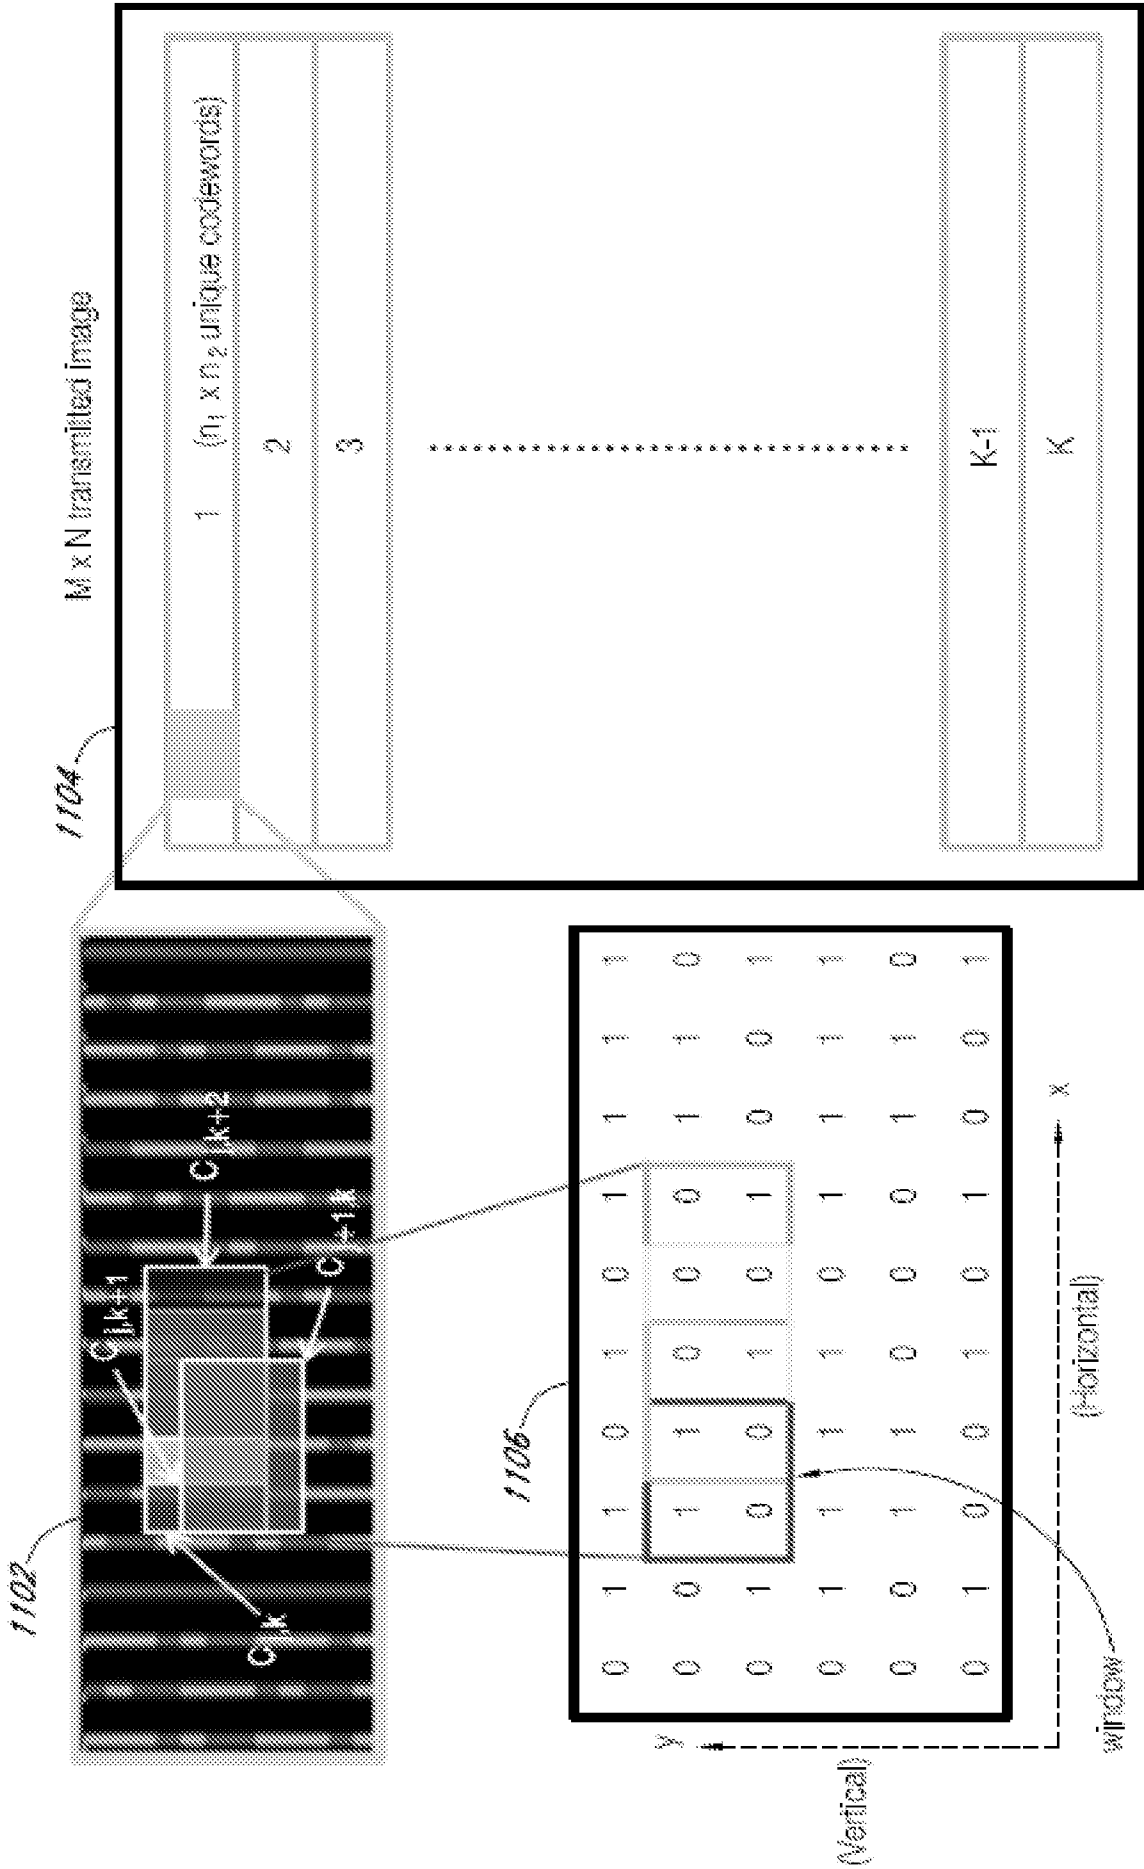 1102
1104
M x N transmitted image
C j,k
C j,k+1
C j,k+2
C j+1,k
1 (n1 x n2 unique codewords)
2
3
K-1
K
1106
0 1 1 0 1 0 1 1 1 1
0 0 1 1 0 0 0 1 1 0
0 1 0 0 1 0 1 0 0 1
0 1 1 1 1 0 1 1 1 1
0 0 1 1 0 0 0 1 1 0
0 1 0 0 1 0 1 0 0 1
y
(Vertical)
x
(Horizontal)
window